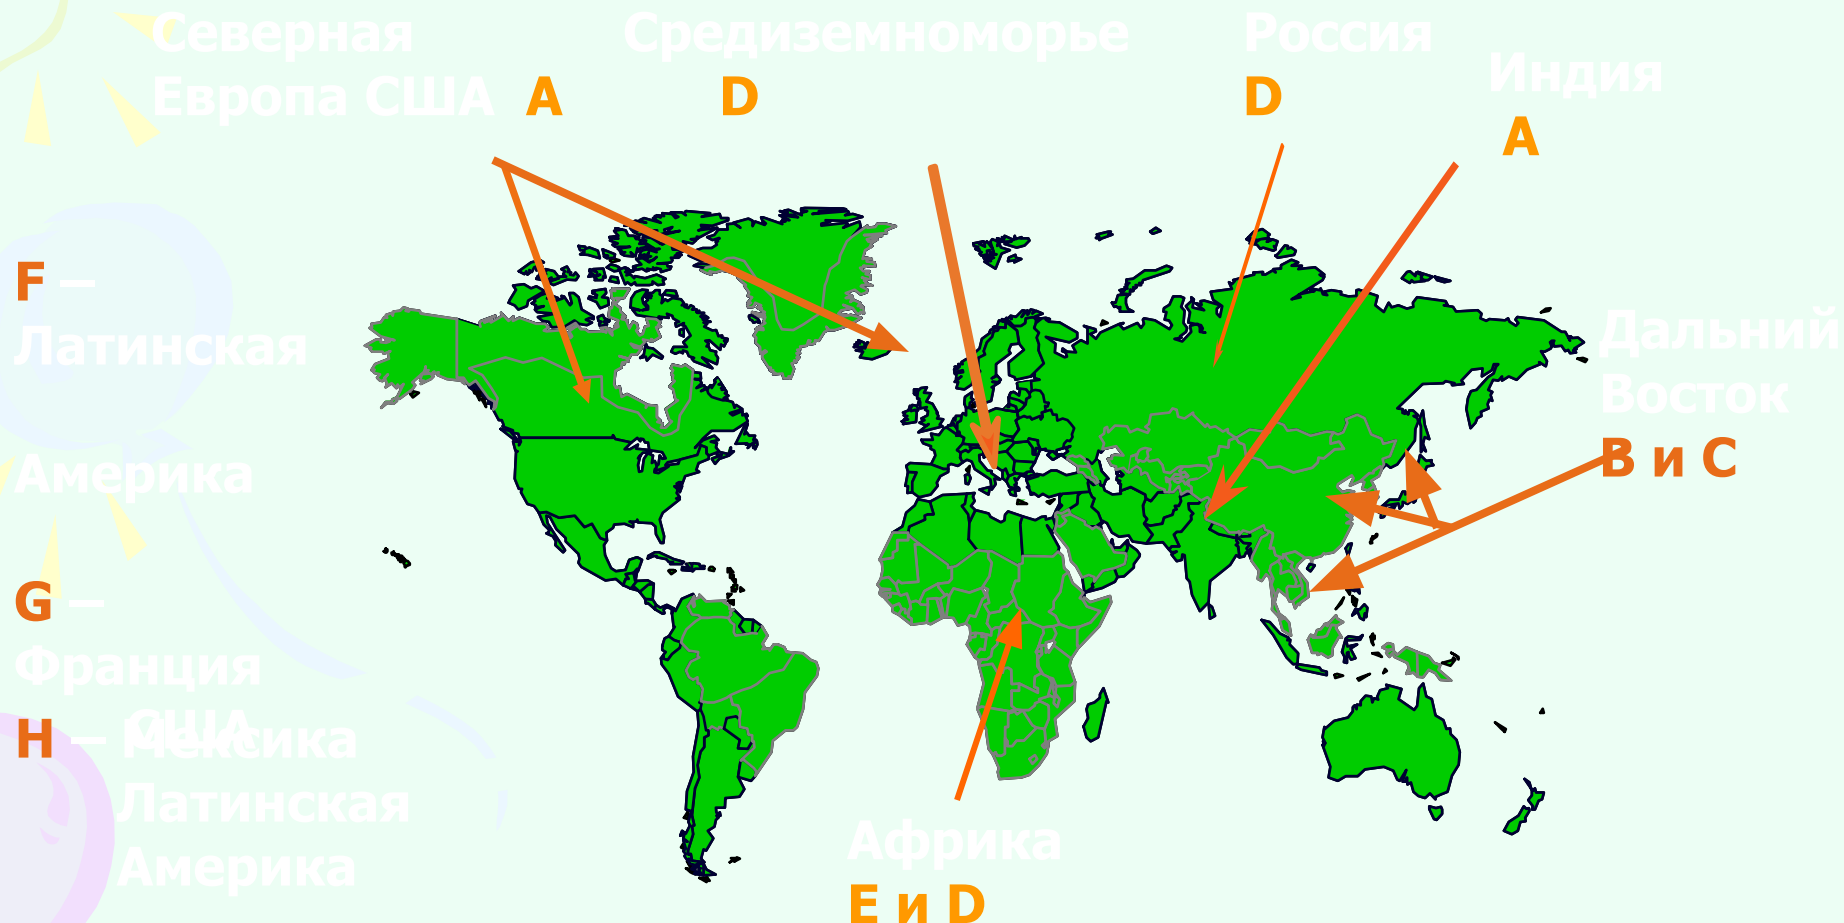 Северная
Европа США A
Средиземноморье
D
Россия
D
Индия
A
F –
Латинская
Америка
G –
Франция
США
H – Мексика
Латинская
Америка
Дальний
Восток
B и C
Африка
E и D